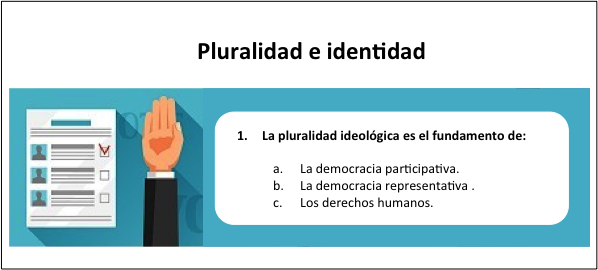 Pluralidad e identidad
1. La pluralidad ideológica es el fundamento de:
a. La democracia participativa.
b. La democracia representativa .
c. Los derechos humanos.